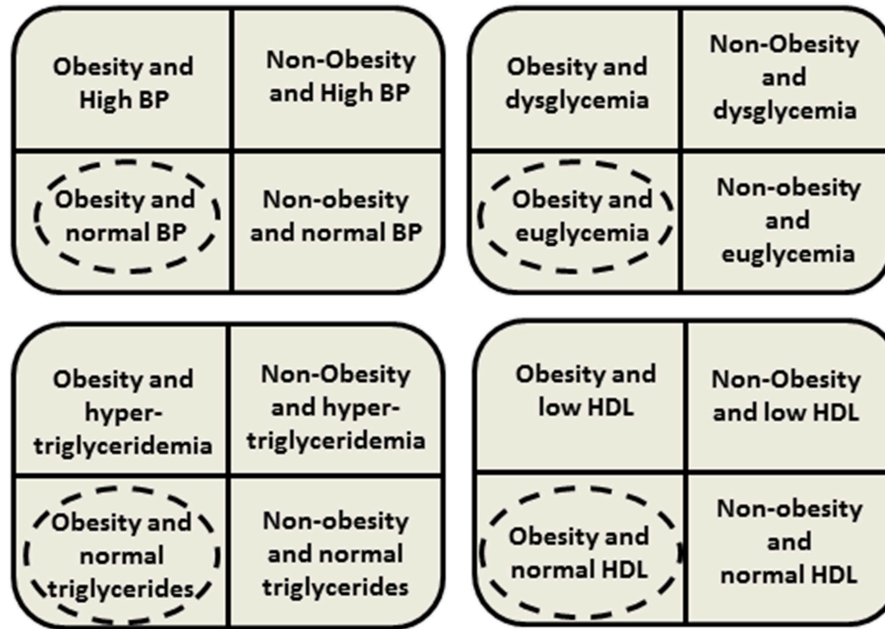 Obesity and
High BP
Non-Obesity
and High BP
Obesity and
normal BP
Non-obesity
and normal BP
Obesity and
dysglycemia
Non-Obesity
and
dysglycemia
Obesity and
euglycemia
Non-obesity
and
euglycemia
Obesity and
hyper-
triglyceridemia
Non-Obesity
and hyper-
triglyceridemia
Obesity and
normal
triglycerides
Non-obesity
and normal
triglycerides
Obesity and
low HDL
Non-Obesity
and low HDL
Obesity and
normal HDL
Non-obesity
and
normal HDL